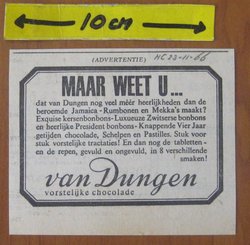 10 cm
(ADVERTENTIE)
HC 23-11-66
MAAR WEET U...
dat van Dungen nog veel méér heerlijkheden dan de
beroemde Jamaica - Rumbonen en Mekka's maakt?
Exquise kersenbonbons - Luxueuze Zwitserse bonbons
en heerlijke President bonbons - Knappende Vier Jaar
getijden chocolade, Schelpen en Pastilles. Stuk voor
stuk vorstelijke tractaties! En dan nog de tabletten -
en de repen, gevuld en ongevuld, in 8 verschillende
smaken!
van Dungen
vorstelijke chocolade